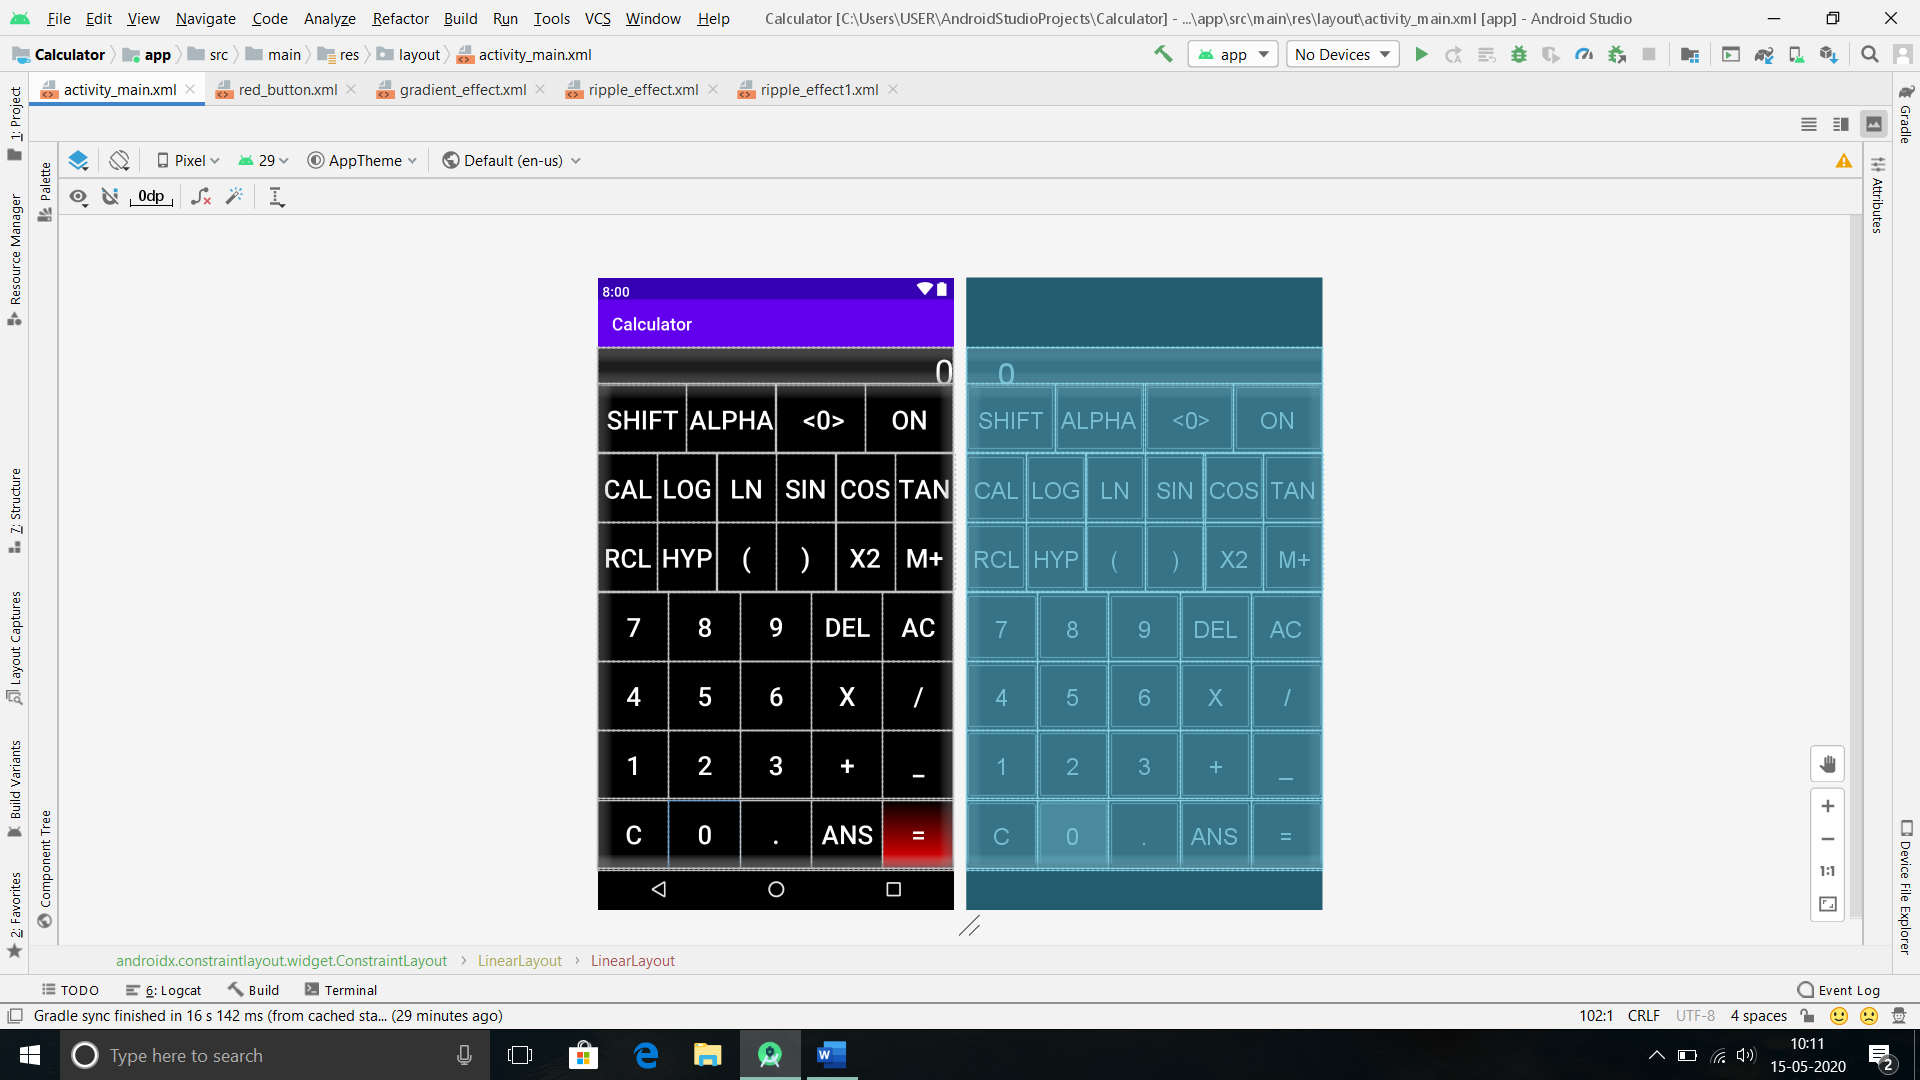 File Edit View Navigate Code Analyze Refactor Build Run Tools VCS Window Help Calculator [C:\Users\USER\AndroidStudioProjects\Calculator] - ...\app\src\main\res\layout\activity_main.xml [app] - Android Studio
Calculator app src main res layout activity_main.xml app No Devices
activity_main.xml red_button.xml gradient_effect.xml ripple_effect.xml ripple_effect1.xml
Pixel 29 AppTheme Default (en-us)
0dp
1: Project
Resource Manager
7: Structure
Layout Captures
Build Variants
2: Favorites
Palette
Component Tree
Gradle
Attributes
Device File Explorer
8:00
Calculator
0
SHIFT ALPHA <0> ON
CAL LOG LN SIN COS TAN
RCL HYP ( ) X2 M+
7 8 9 DEL AC
4 5 6 X /
1 2 3 + _
C 0 . ANS =
0
SHIFT ALPHA <0> ON
CAL LOG LN SIN COS TAN
RCL HYP ( ) X2 M+
7 8 9 DEL AC
4 5 6 X /
1 2 3 + _
C 0 . ANS =
1:1
androidx.constraintlayout.widget.ConstraintLayout > LinearLayout > LinearLayout
TODO 6: Logcat Build Terminal Event Log
Gradle sync finished in 16 s 142 ms (from cached sta... (29 minutes ago) 102:1 CRLF UTF-8 4 spaces
Type here to search
10:11
15-05-2020
2